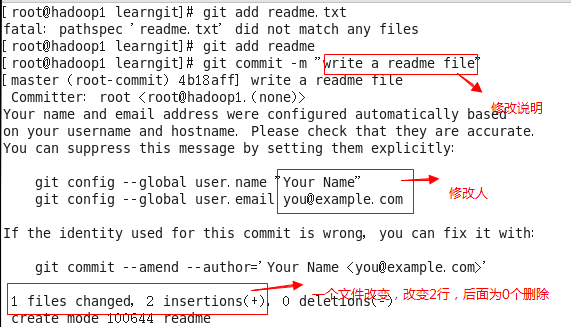 [root@hadoop1 learngit]# git add readme.txt
fatal: pathspec 'readme.txt' did not match any files
[root@hadoop1 learngit]# git add readme
[root@hadoop1 learngit]# git commit -m "write a readme file"
[master (root-commit) 4b18aff] write a readme file
修改说明
Committer: root <root@hadoop1.(none)>
Your name and email address were configured automatically based
on your username and hostname. Please check that they are accurate.
You can suppress this message by setting them explicitly:
git config --global user.name "Your Name"
git config --global user.email you@example.com
修改人
If the identity used for this commit is wrong, you can fix it with:
git commit --amend --author='Your Name <you@example.com>'
1 files changed, 2 insertions(+), 0 deletions(-)
一个文件改变，改变2行，后面为0个删除
create mode 100644 readme